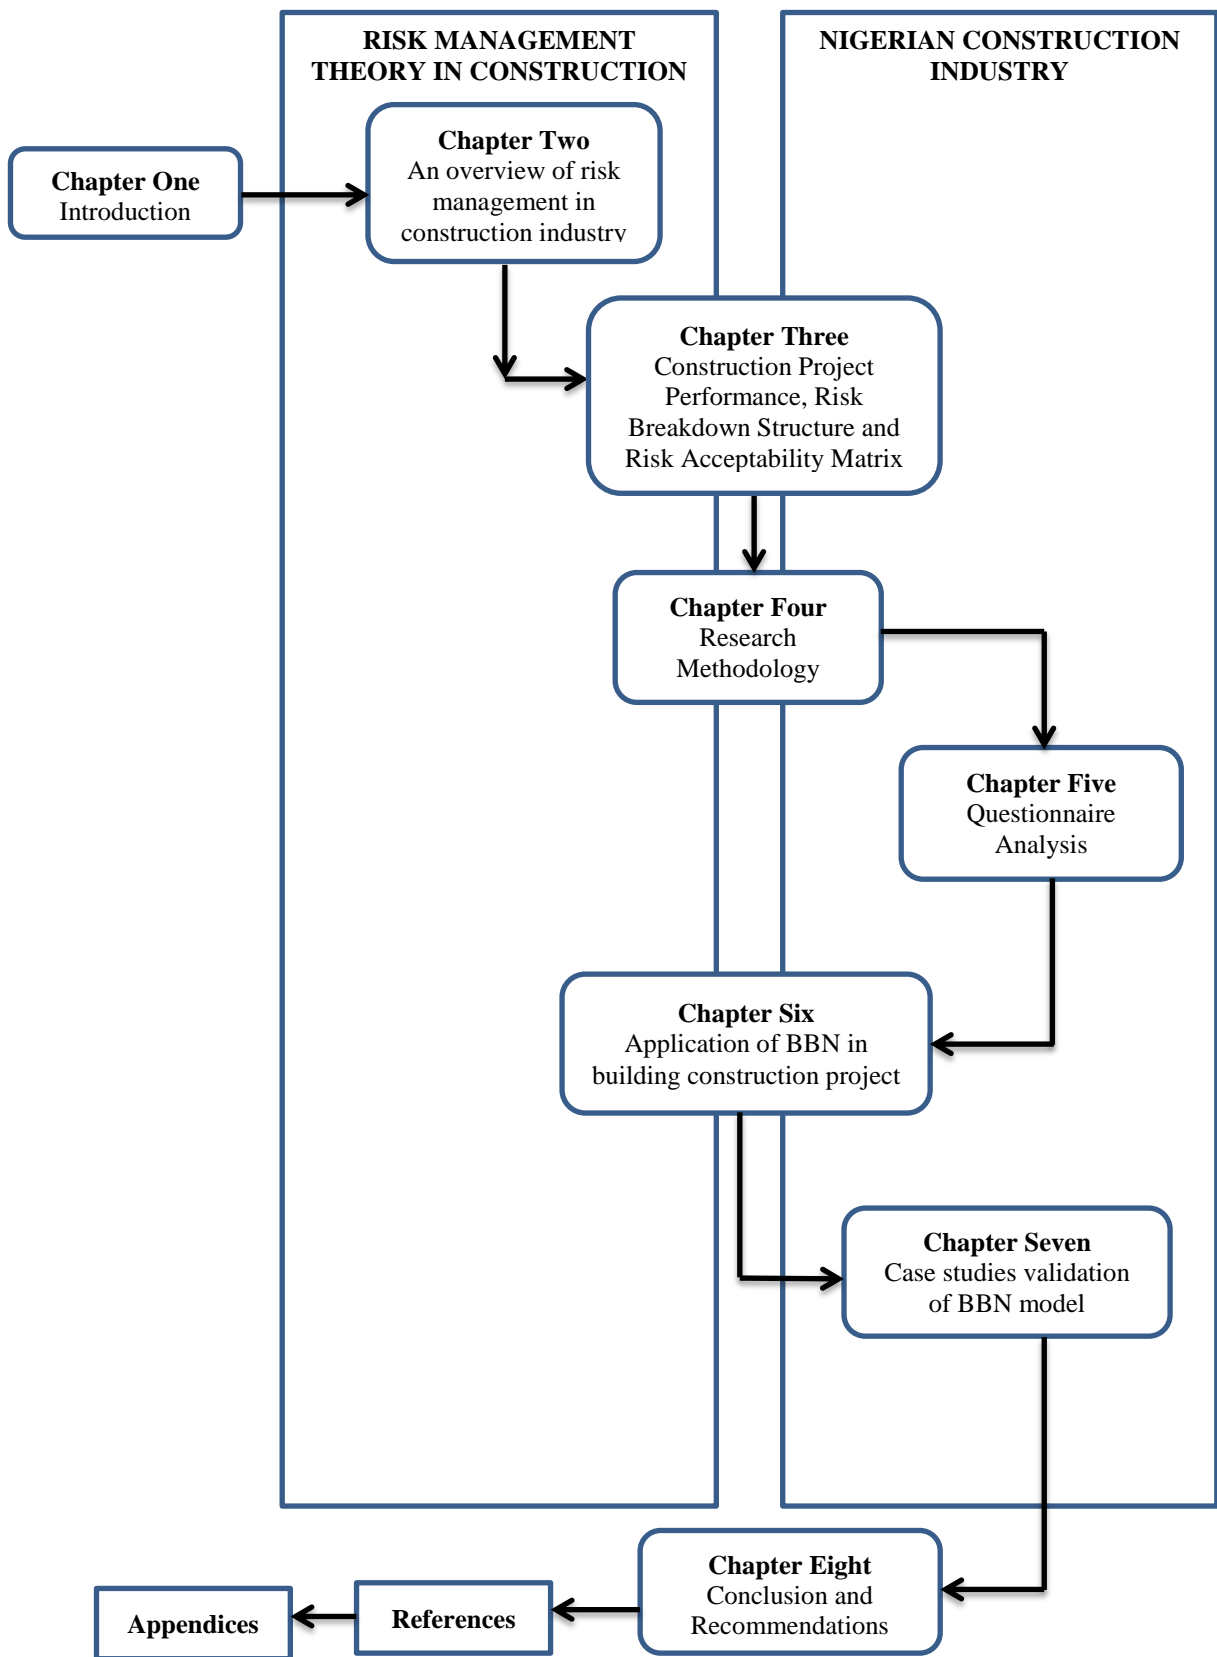 RISK MANAGEMENT
THEORY IN CONSTRUCTION
NIGERIAN CONSTRUCTION
INDUSTRY
Chapter One
Introduction
Chapter Two
An overview of risk
management in
construction industry
Chapter Three
Construction Project
Performance, Risk
Breakdown Structure and
Risk Acceptability Matrix
Chapter Four
Research
Methodology
Chapter Five
Questionnaire
Analysis
Chapter Six
Application of BBN in
building construction project
Chapter Seven
Case studies validation
of BBN model
Chapter Eight
Conclusion and
Recommendations
References
Appendices